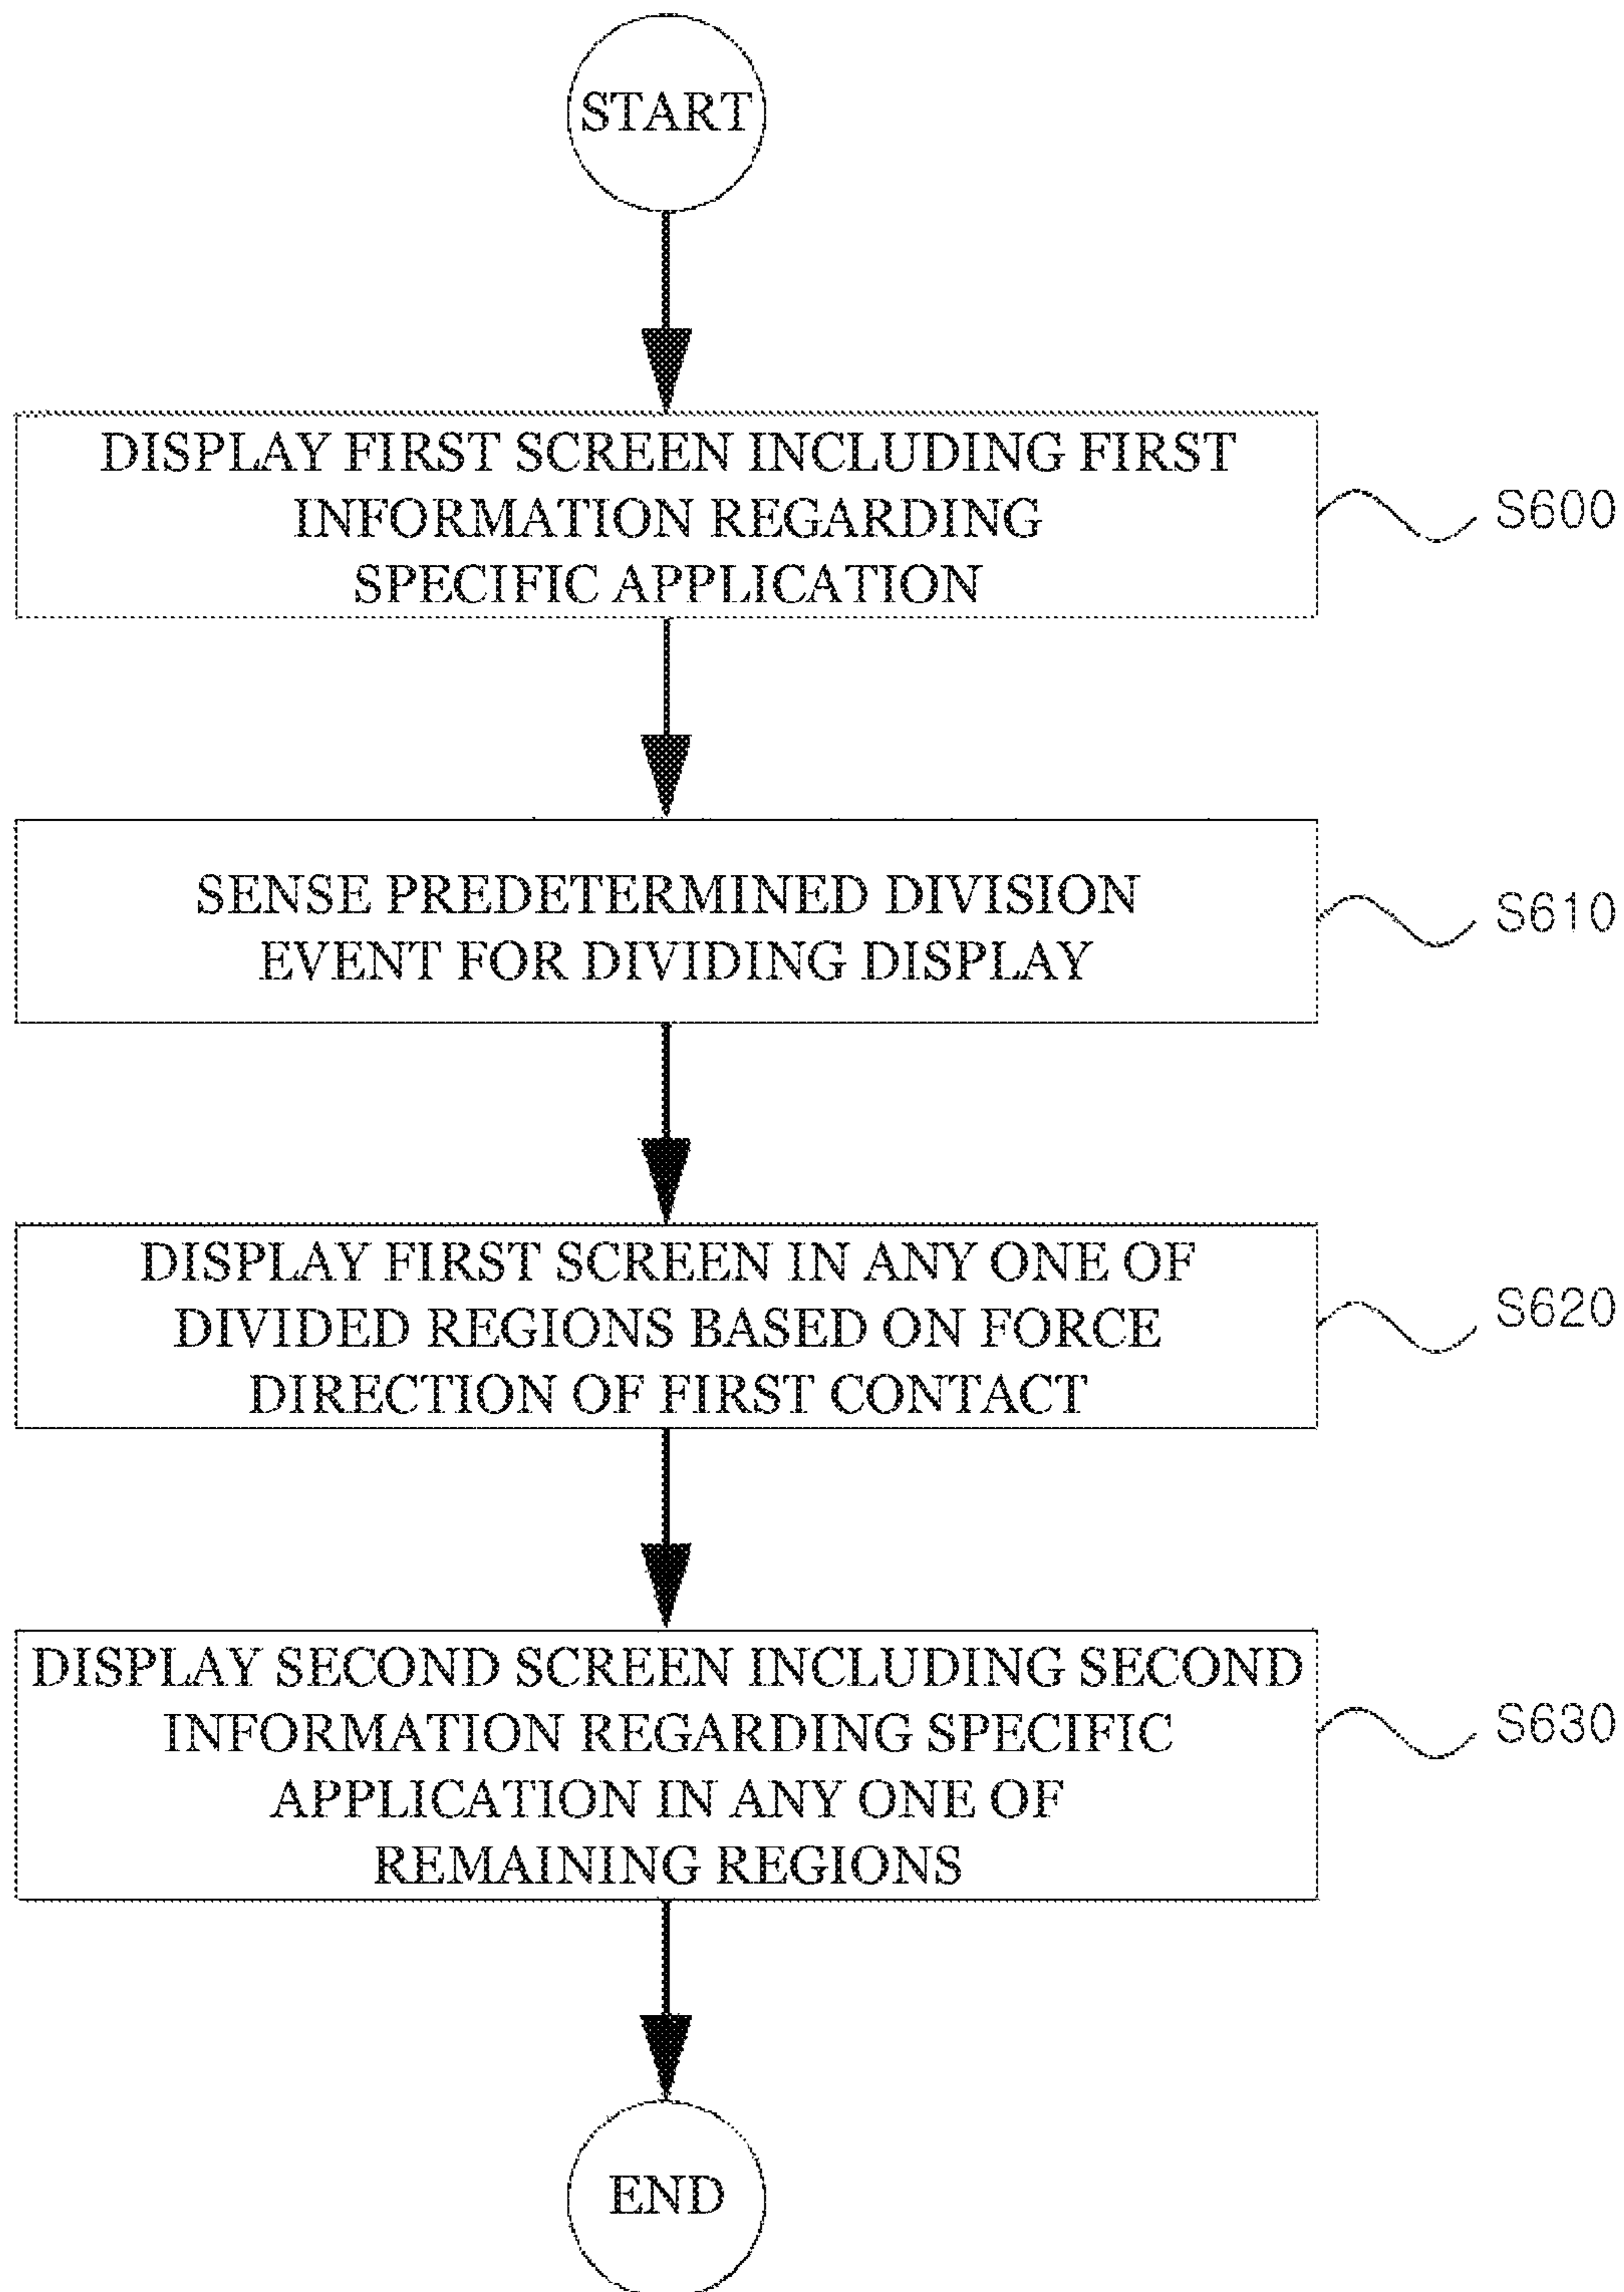 START
DISPLAY FIRST SCREEN INCLUDING FIRST
INFORMATION REGARDING
SPECIFIC APPLICATION
S600
SENSE PREDETERMINED DIVISION
EVENT FOR DIVIDING DISPLAY
S610
DISPLAY FIRST SCREEN IN ANY ONE OF
DIVIDED REGIONS BASED ON FORCE
DIRECTION OF FIRST CONTACT
S620
DISPLAY SECOND SCREEN INCLUDING SECOND
INFORMATION REGARDING SPECIFIC
APPLICATION IN ANY ONE OF
REMAINING REGIONS
S630
END